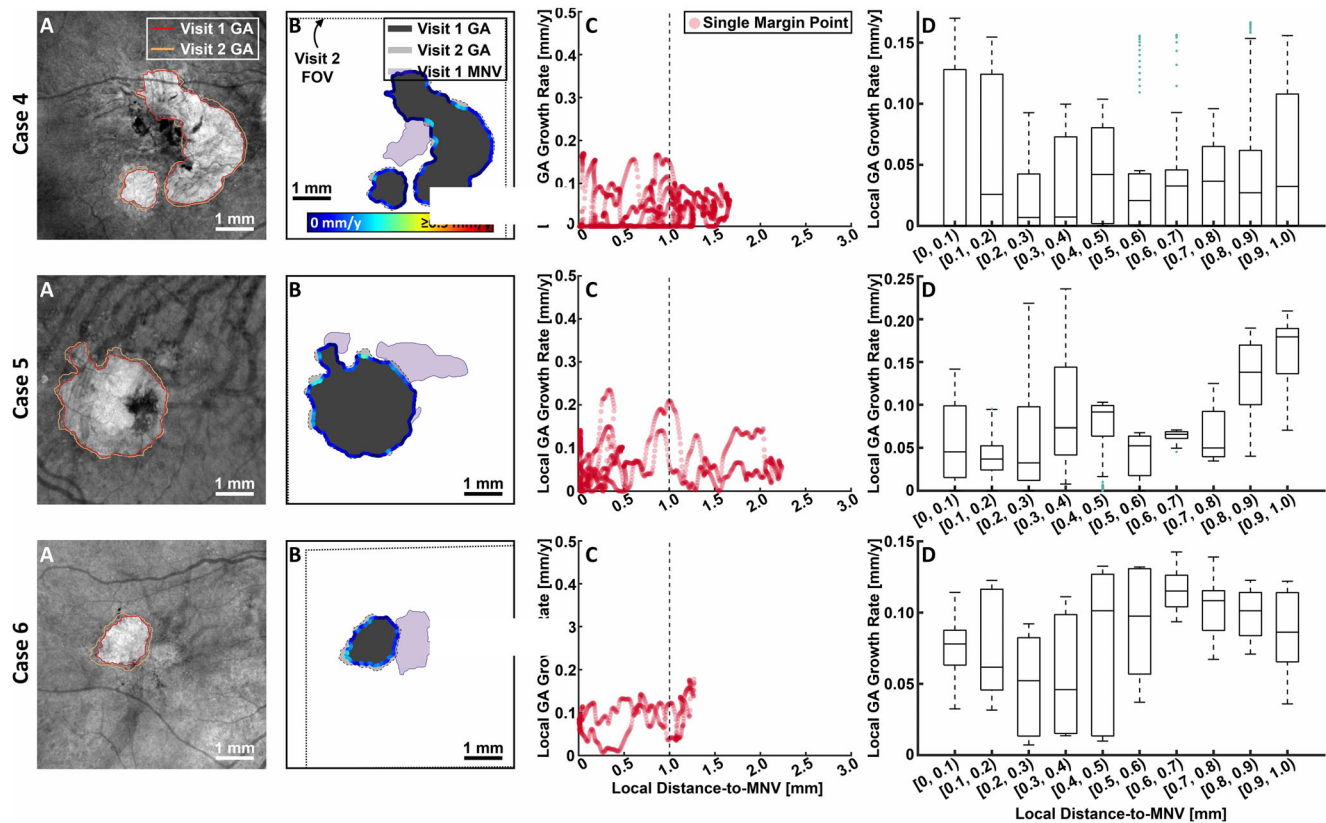 Case 4
A
Visit 1 GA
Visit 2 GA
1 mm
B
Visit 2
FOV
Visit 1 GA
Visit 2 GA
Visit 1 MNV
1 mm
0 mm/y
C
Single Margin Point
GA Growth Rate [mm/y]
0.5
0.4
0.3
0.2
0.1
0.0
0.5
1.0
1.5
2.0
2.5
3.0
D
Local GA Growth Rate [mm/y]
0.15
0.10
0.05
0
[0, 0.1)
[0.1, 0.2)
[0.2, 0.3)
[0.3, 0.4)
[0.4, 0.5)
[0.5, 0.6)
[0.6, 0.7)
[0.7, 0.8)
[0.8, 0.9)
[0.9, 1.0)
Case 5
A
1 mm
B
1 mm
C
Local GA Growth Rate [mm/y]
0.5
0.4
0.3
0.2
0.1
0
0
0.5
1.0
1.5
2.0
2.5
3.0
D
Local GA Growth Rate [mm/y]
0.25
0.20
0.15
0.10
0.05
0
[0, 0.1)
[0.1, 0.2)
[0.2, 0.3)
[0.3, 0.4)
[0.4, 0.5)
[0.5, 0.6)
[0.6, 0.7)
[0.7, 0.8)
[0.8, 0.9)
[0.9, 1.0)
Case 6
A
1 mm
B
1 mm
C
Rate [mm/y]
Local GA
0.5
0.4
3
0.2
0.1
0
0
0.5
1.0
1.5
2.0
2.5
3.0
Local Distance-to-MNV [mm]
D
Local GA Growth Rate [mm/y]
0.15
0.10
0.05
0
[0, 0.1)
[0.1, 0.2)
[0.2, 0.3)
[0.3, 0.4)
[0.4, 0.5)
[0.5, 0.6)
[0.6, 0.7)
[0.7, 0.8)
[0.8, 0.9)
[0.9, 1.0)
Local Distance-to-MNV [mm]